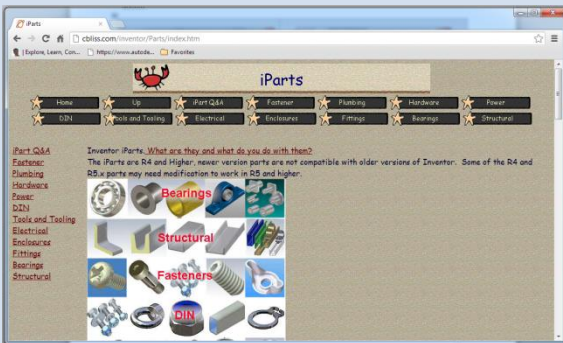 iParts
cbliss.com/inventor/Parts/index.htm
Explore, Learn, Con...
https://www.autode...
Favorites
iParts
Home
Up
iPart Q&A
Fastener
Plumbing
Hardware
Power
DIN
Tools and Tooling
Electrical
Enclosures
Fittings
Bearings
Structural
iPart Q&A
Fastener
Plumbing
Hardware
Power
DIN
Tools and Tooling
Electrical
Enclosures
Fittings
Bearings
Structural
Inventor iParts. What are they and what do you do with them?
The iParts are R4 and Higher, newer version parts are not compatible with older versions of Inventor. Some of the R4 and
R5.x parts may need modification to work in R5 and higher.
Bearings
Structural
Fasteners
DIN